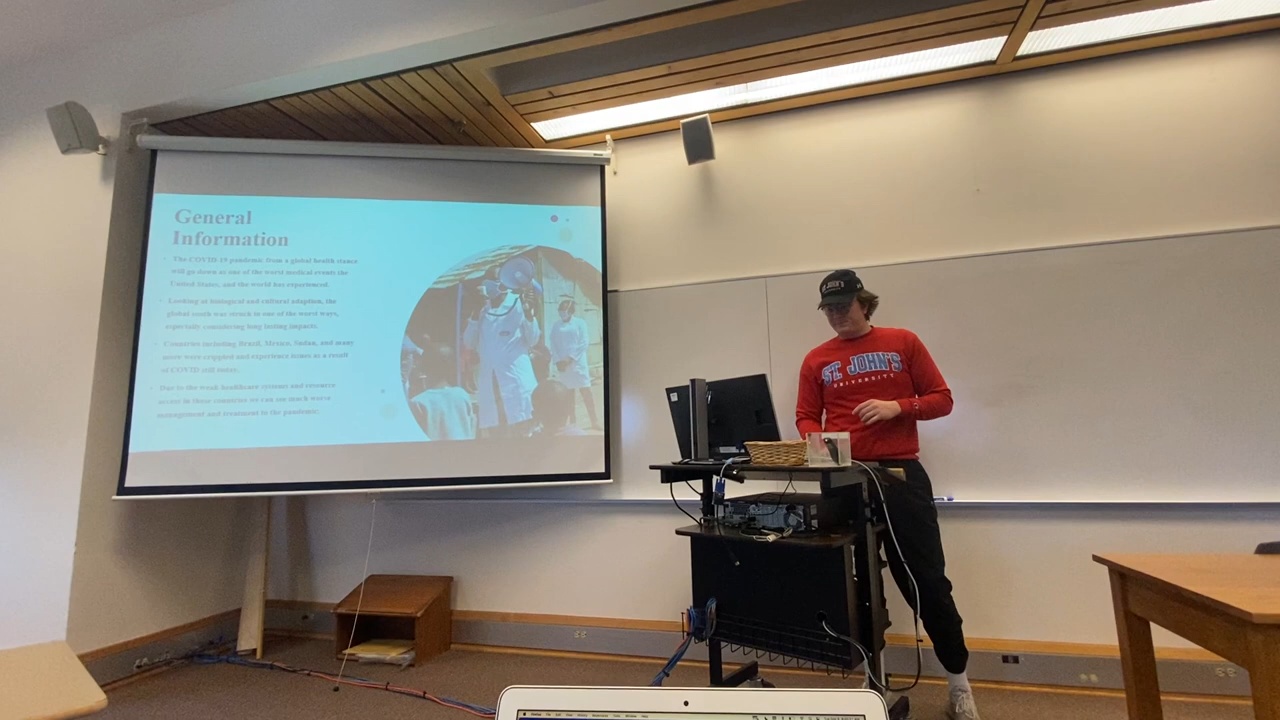 General
Information
The COVID-19 pandemic from a global health stance
will go down as one of the worst medical events the
United States, and the world has experienced.
Looking at biological and cultural adaption, the
global south was struck in one of the worst ways,
especially considering long lasting impacts.
Countries including Brazil, Mexico, Sudan, and many
more were crippled and experience issues as a result
of COVID still today.
Due to the weak healthcare systems and resource
access in these countries we can see much worse
management and treatment to the pandemic.
ST. JOHN'S
ST. JOHN'S
UNIVERSITY